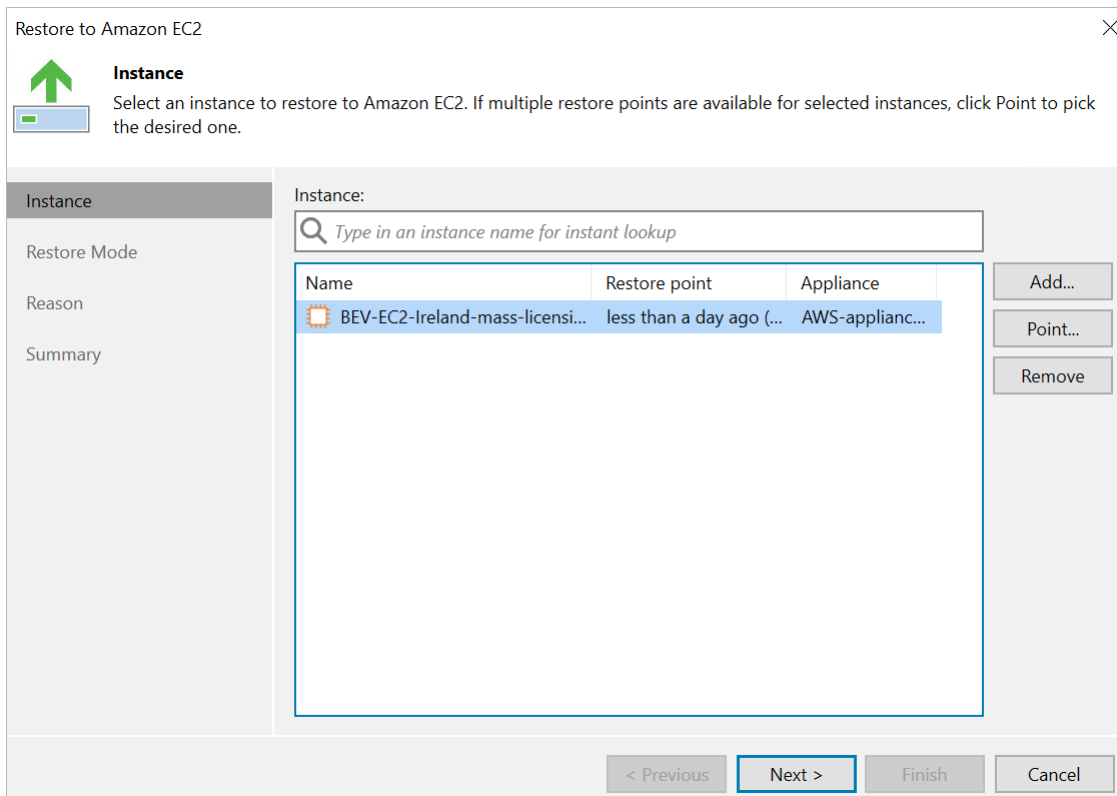 Restore to Amazon EC2
Instance
Select an instance to restore to Amazon EC2. If multiple restore points are available for selected instances, click Point to pick
the desired one.
Instance
Restore Mode
Reason
Summary
Instance:
Type in an instance name for instant lookup
Name Restore point Appliance
BEV-EC2-Ireland-mass-licensi... less than a day ago (... AWS-applianc...
Add...
Point...
Remove
< Previous Next > Finish Cancel